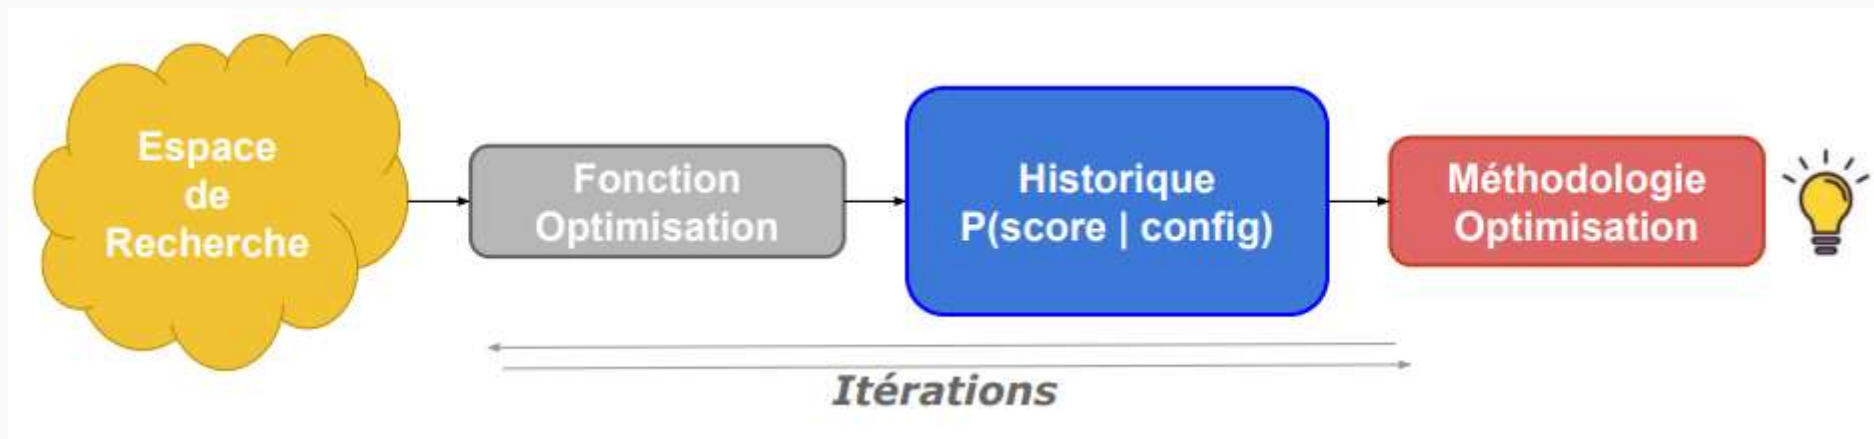 Espace
de
Recherche
Fonction
Optimisation
Historique
P(score | config)
Méthodologie
Optimisation
Itérations